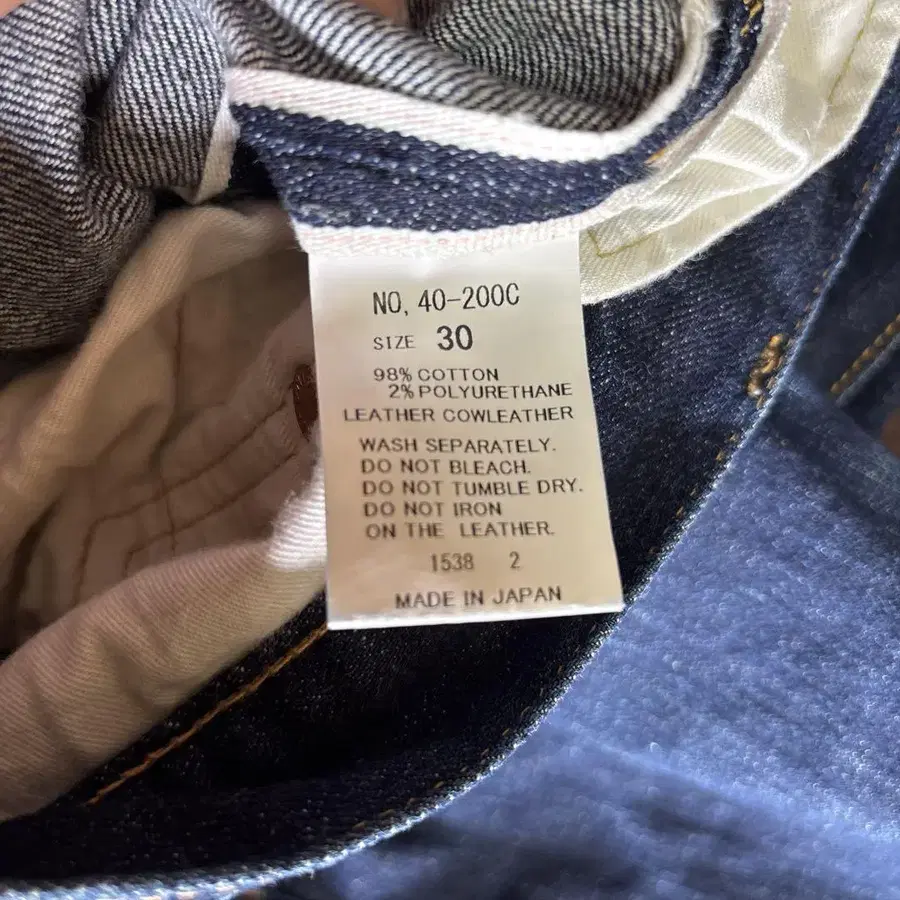 NO, 40-200C
SIZE 30
98% COTTON
2% POLYURETHANE
LEATHER COWLEATHER
WASH SEPARATELY.
DO NOT BLEACH.
DO NOT TUMBLE DRY.
DO NOT IRON
ON THE LEATHER.
1538 2
MADE IN JAPAN